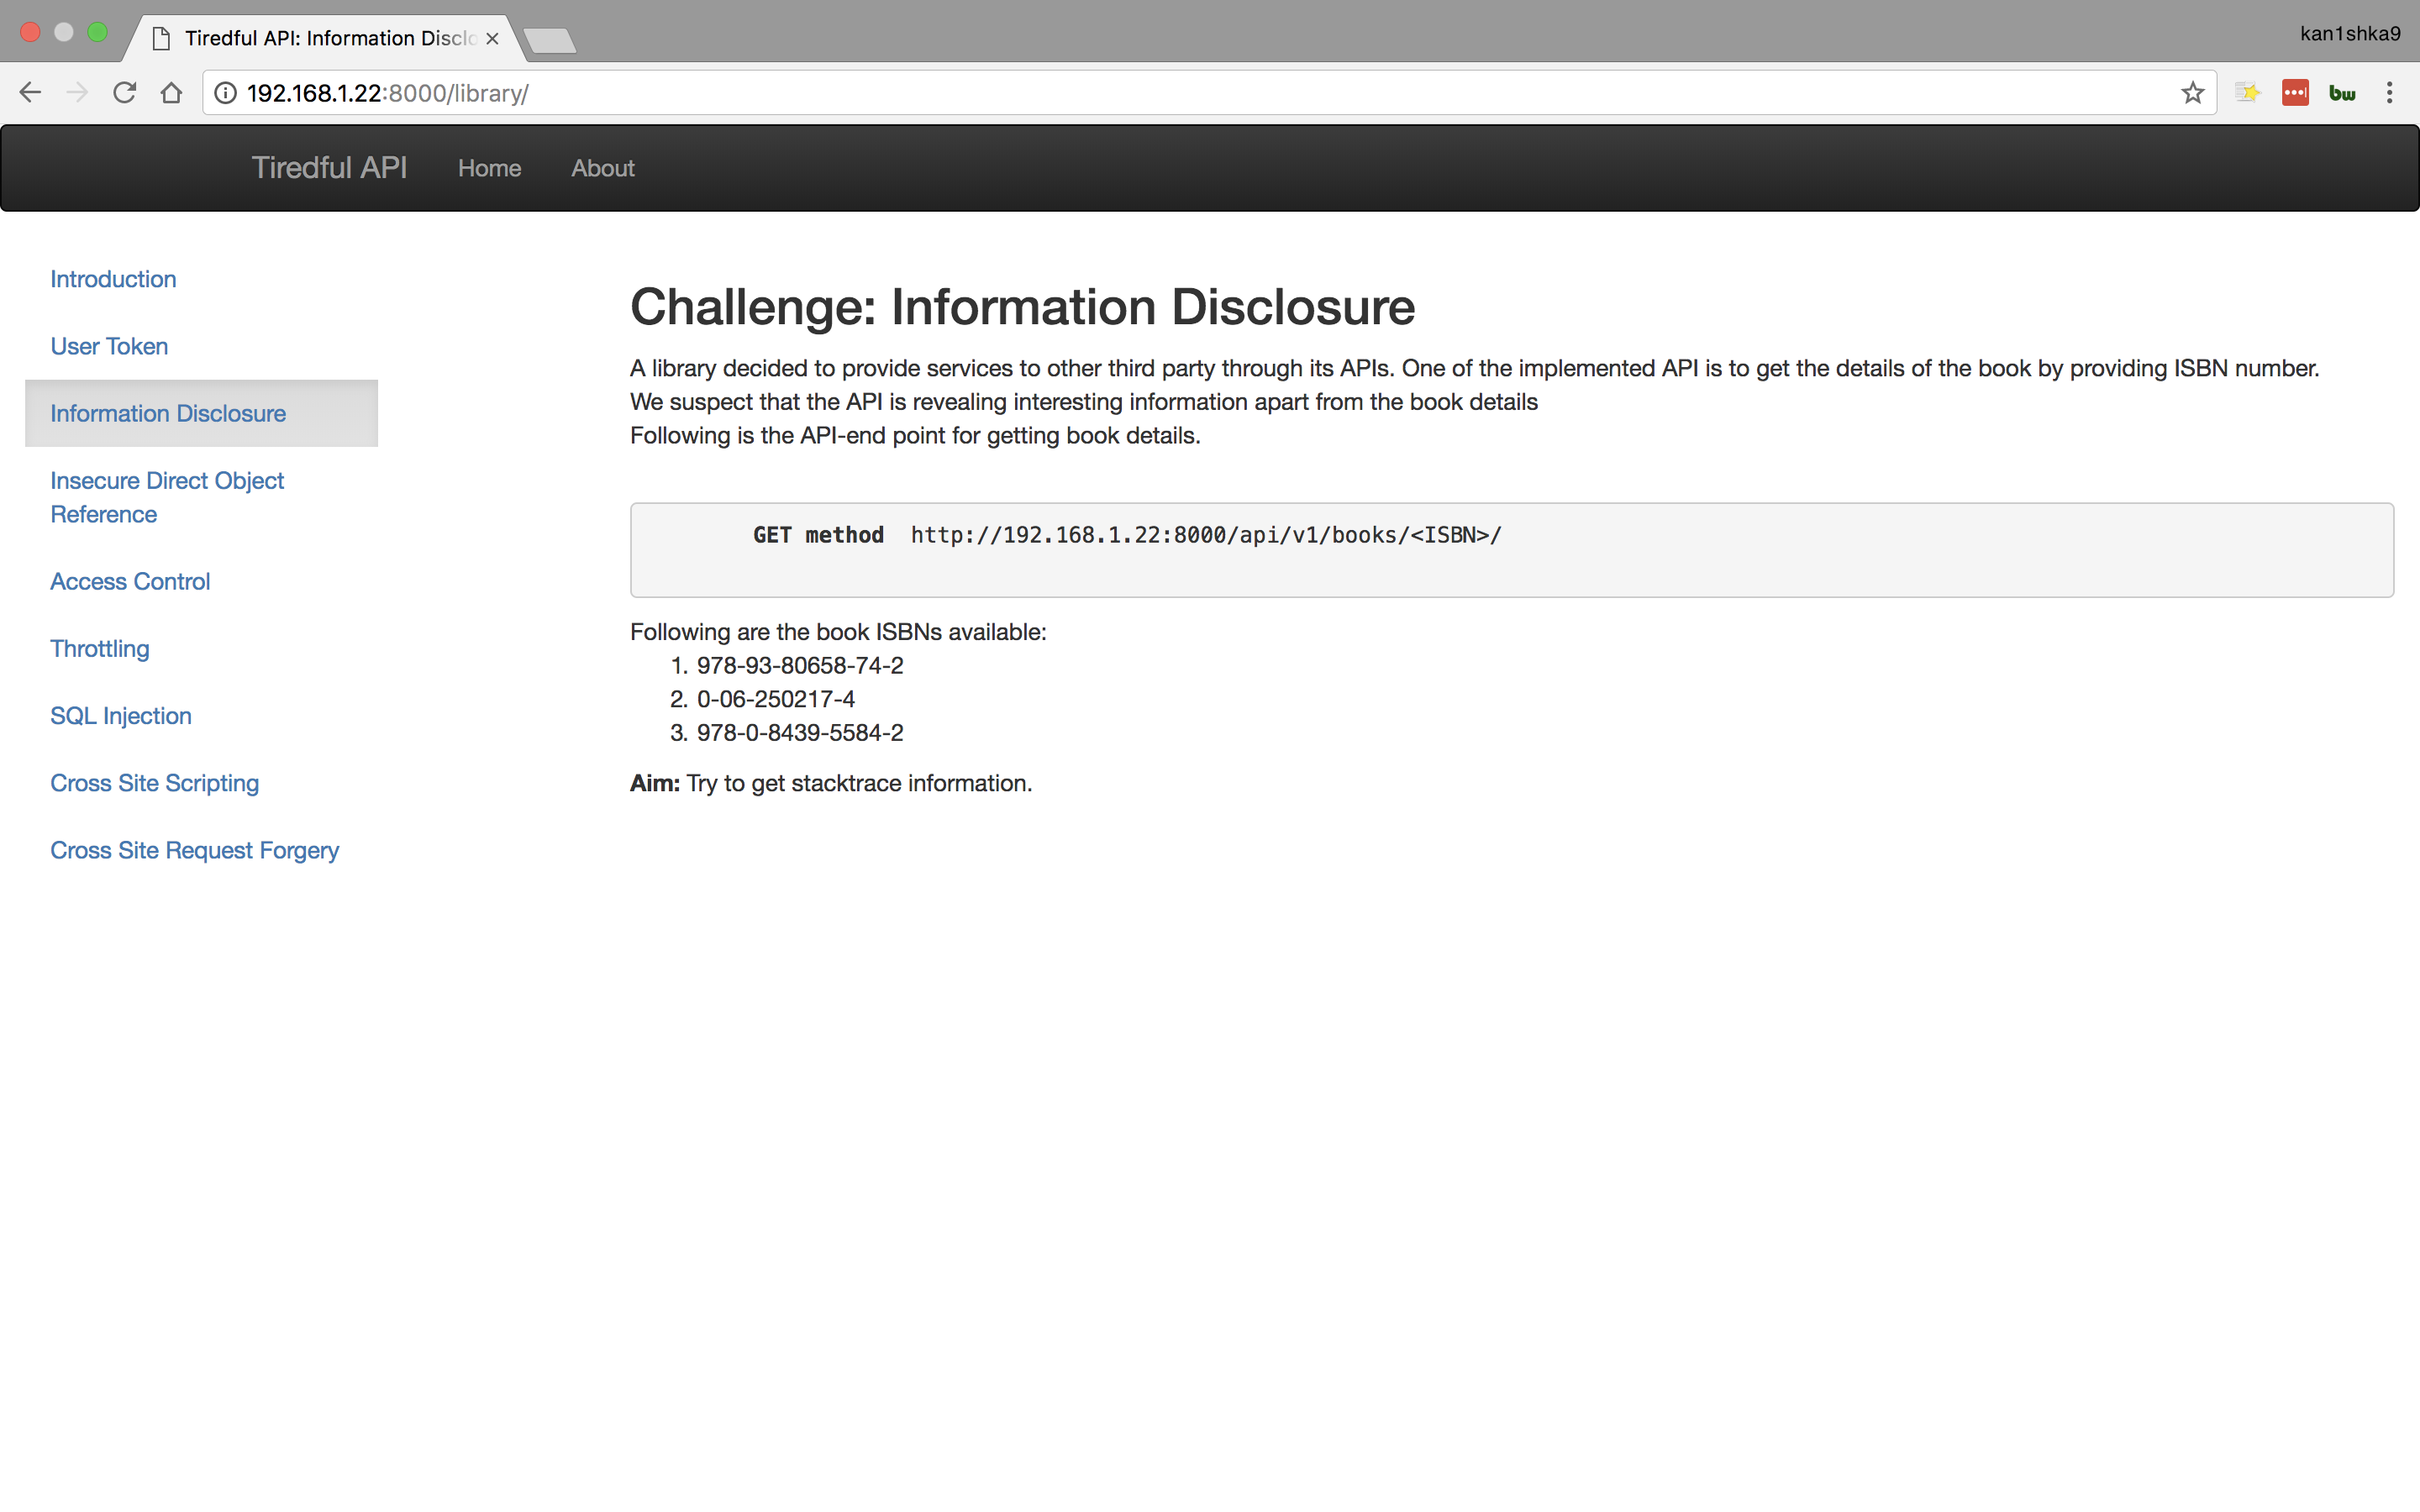 Tiredful API: Information Disclo
kan1shka9
192.168.1.22:8000/library/
bw
Tiredful API Home About
Introduction
User Token
Information Disclosure
Insecure Direct Object
Reference
Access Control
Throttling
SQL Injection
Cross Site Scripting
Cross Site Request Forgery
Challenge: Information Disclosure
A library decided to provide services to other third party through its APIs. One of the implemented API is to get the details of the book by providing ISBN number.
We suspect that the API is revealing interesting information apart from the book details
Following is the API-end point for getting book details.
GET method http://192.168.1.22:8000/api/v1/books/<ISBN>/
Following are the book ISBNs available:
1. 978-93-80658-74-2
2. 0-06-250217-4
3. 978-0-8439-5584-2
Aim: Try to get stacktrace information.